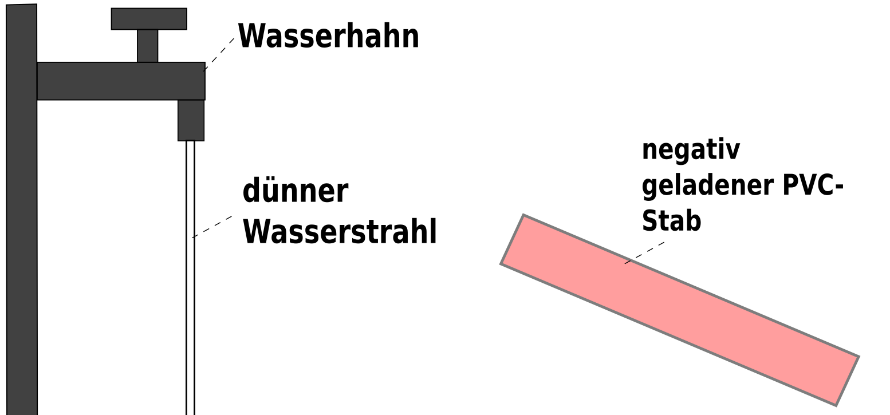 Wasserhahn
dünner
Wasserstrahl
negativ
geladener PVC-
Stab